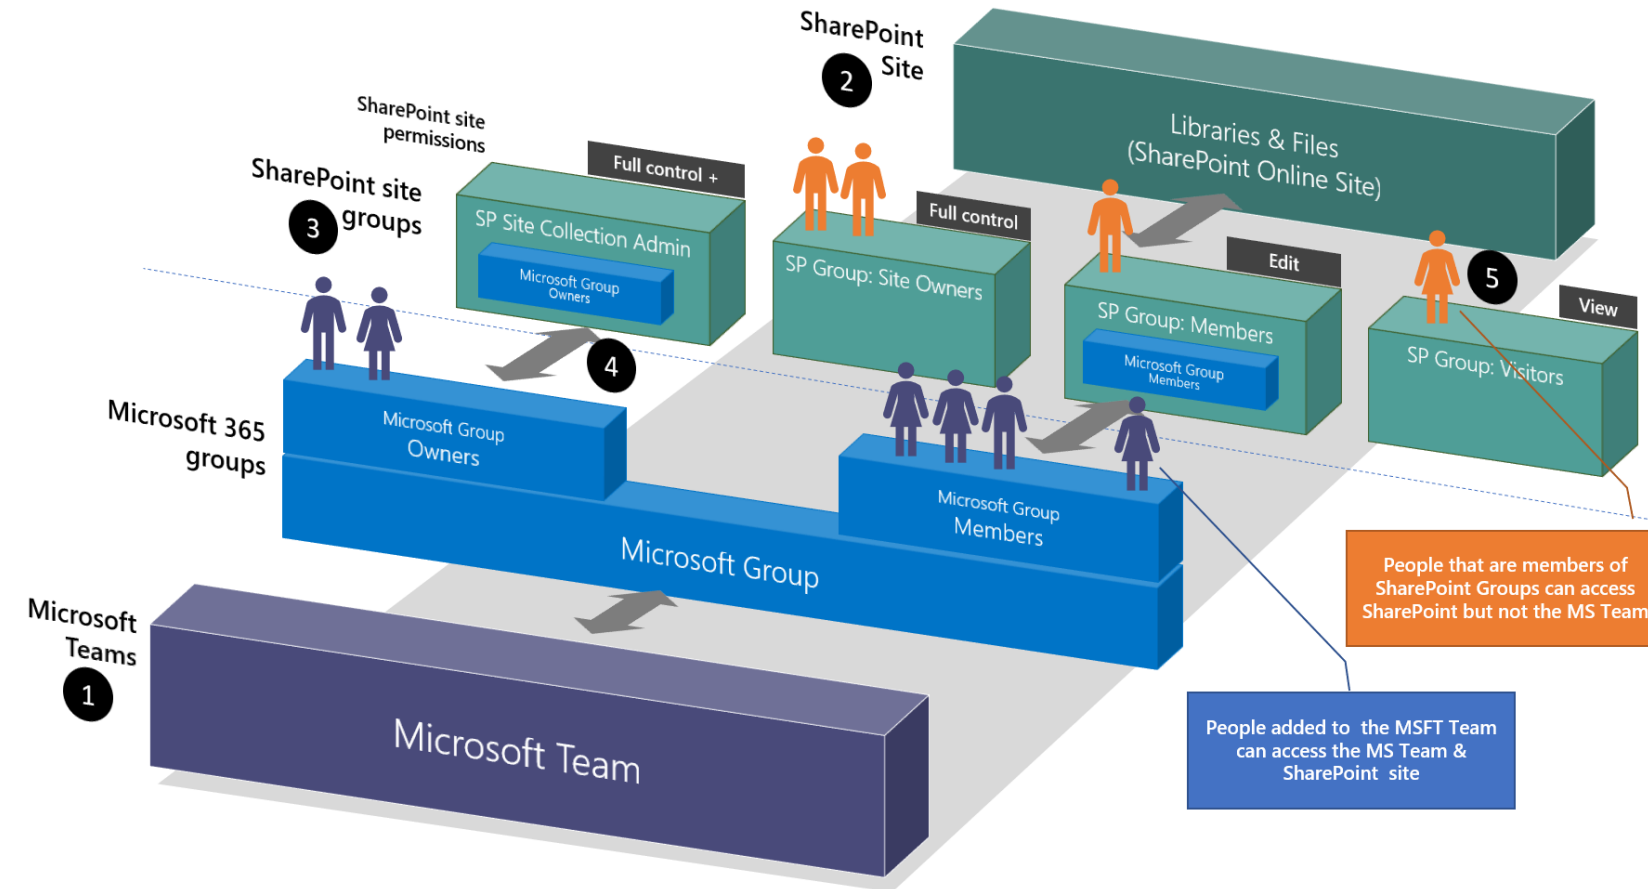 SharePoint
Site
2
Libraries & Files
(SharePoint Online Site)
SharePoint site
permissions
Full control +
SharePoint site
groups
3
SP Site Collection Admin
Microsoft Group
Owners
Full control
SP Group: Site Owners
Edit
SP Group: Members
Microsoft Group
Members
5
View
SP Group: Visitors
4
Microsoft 365
groups
Microsoft Group
Owners
Microsoft Group
Members
Microsoft Group
People that are members of
SharePoint Groups can access
SharePoint but not the MS Team
Microsoft
Teams
1
Microsoft Team
People added to the MSFT Team
can access the MS Team &
SharePoint site